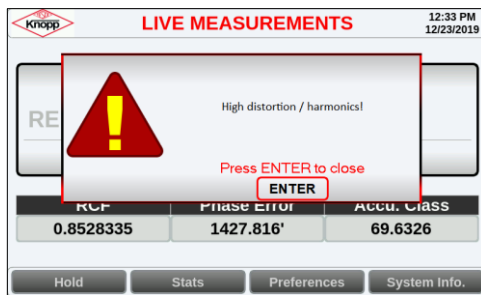 Knopp
LIVE MEASUREMENTS
12:33 PM
12/23/2019
RE
High distortion / harmonics!
Press ENTER to close
ENTER
RCF Phase Error Accu. Class
0.8528335 1427.816' 69.6326
Hold Stats Preferences System Info.